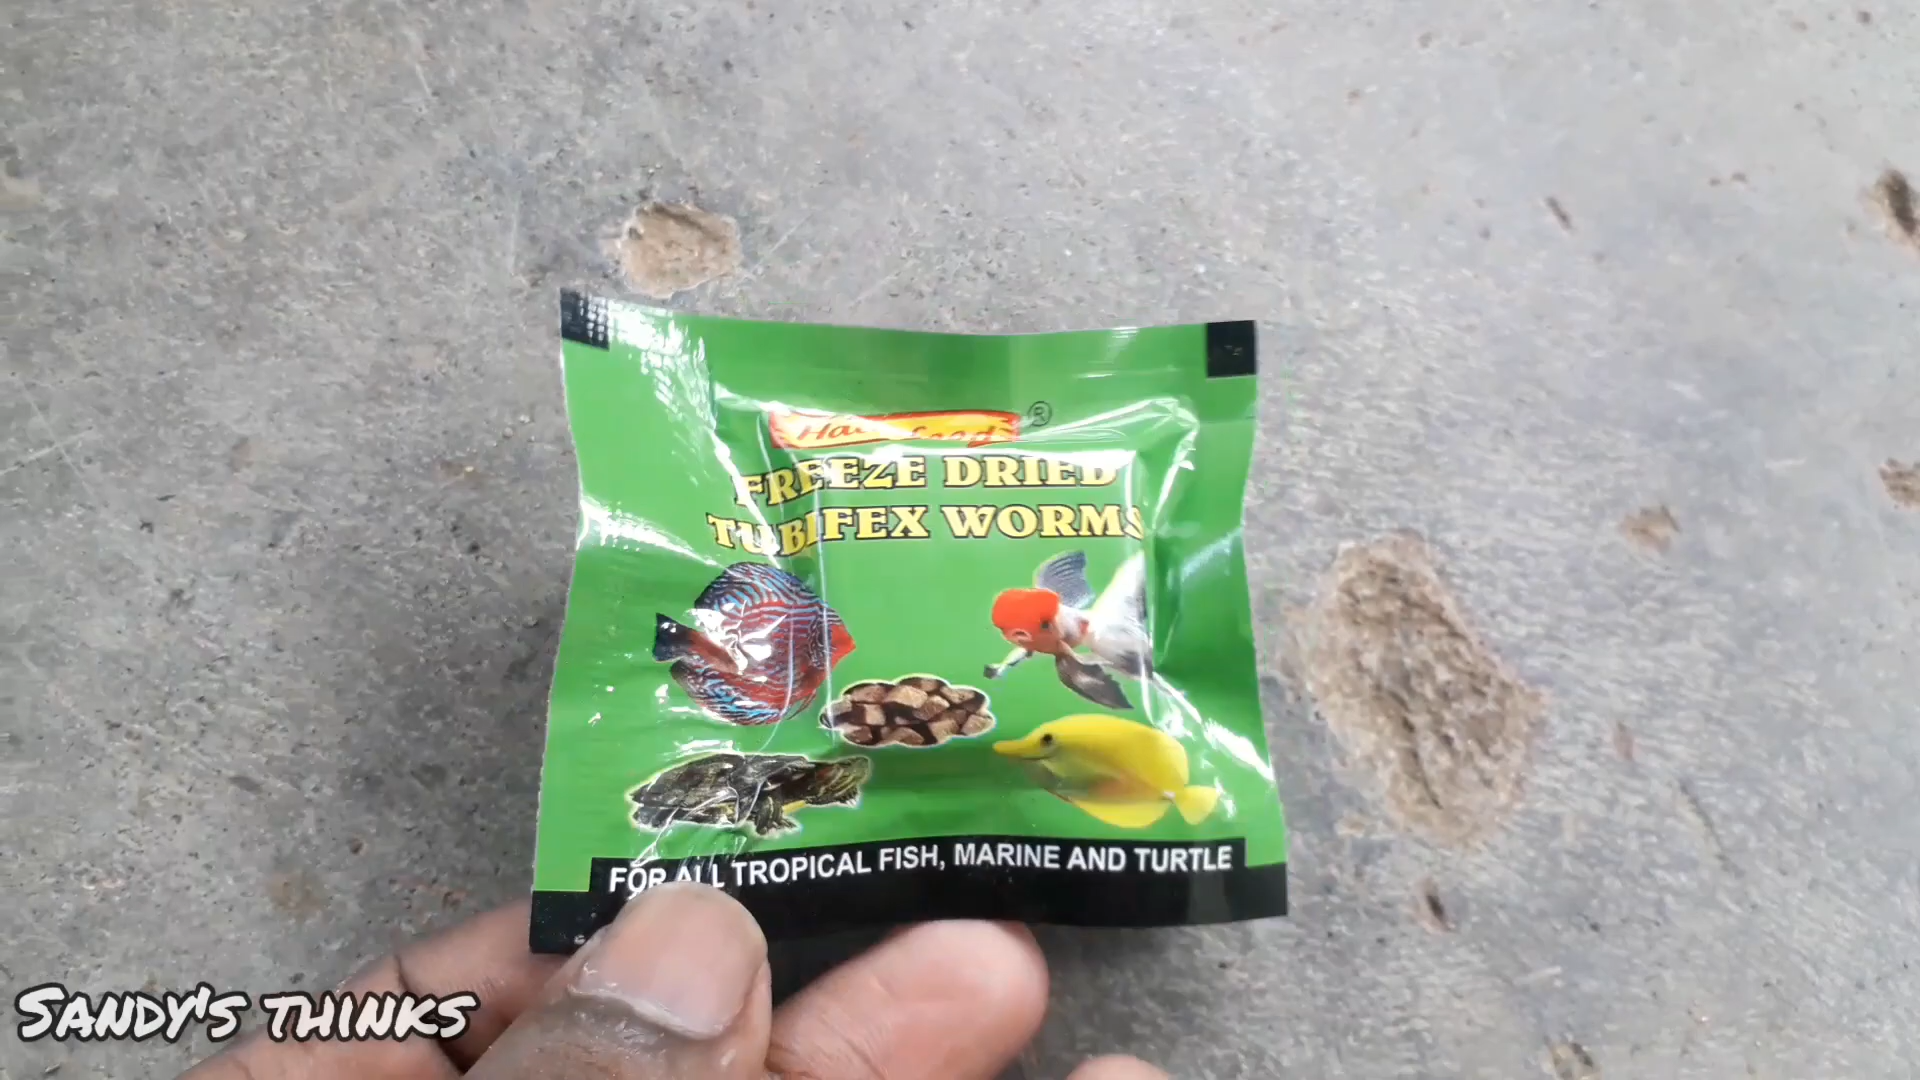 ®
FREEZE DRIED
TUBIFEX WORMS
FOR ALL TROPICAL FISH, MARINE AND TURTLE
SANDY'S THINKS